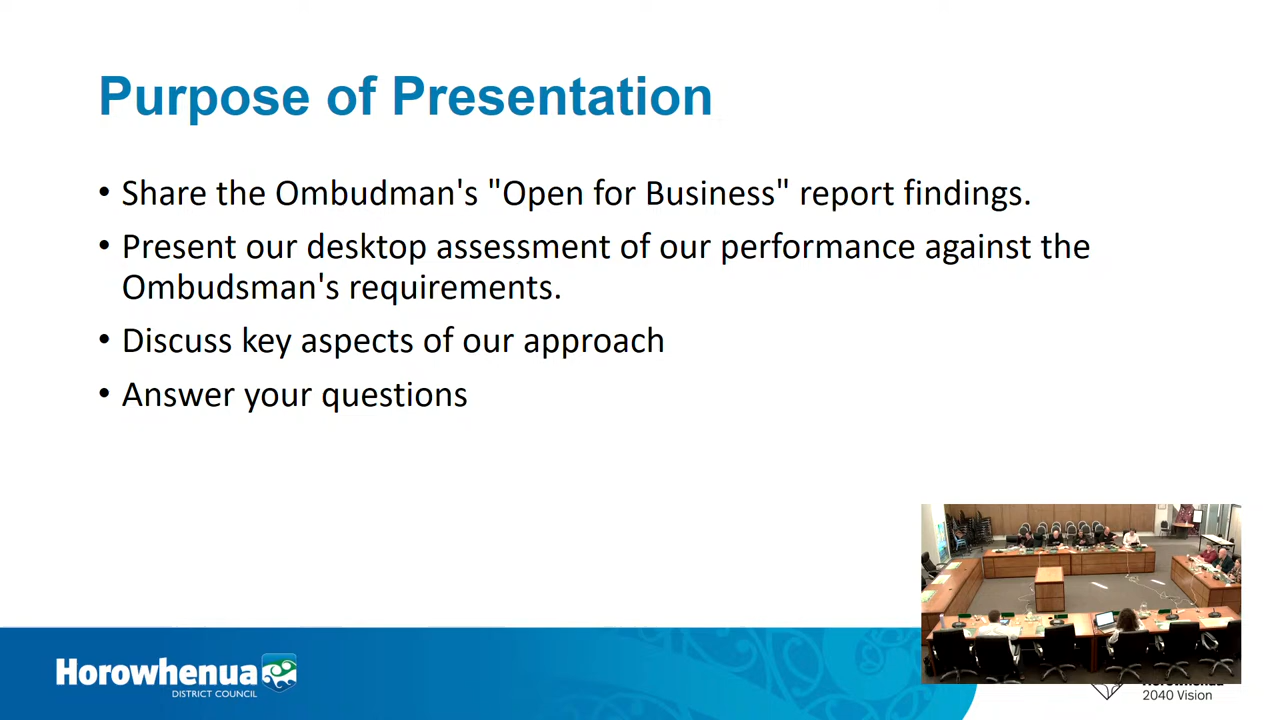 Purpose of Presentation
• Share the Ombudman's "Open for Business" report findings.
• Present our desktop assessment of our performance against the
Ombudsman's requirements.
• Discuss key aspects of our approach
• Answer your questions
Horowhenua
DISTRICT COUNCIL
2040 Vision